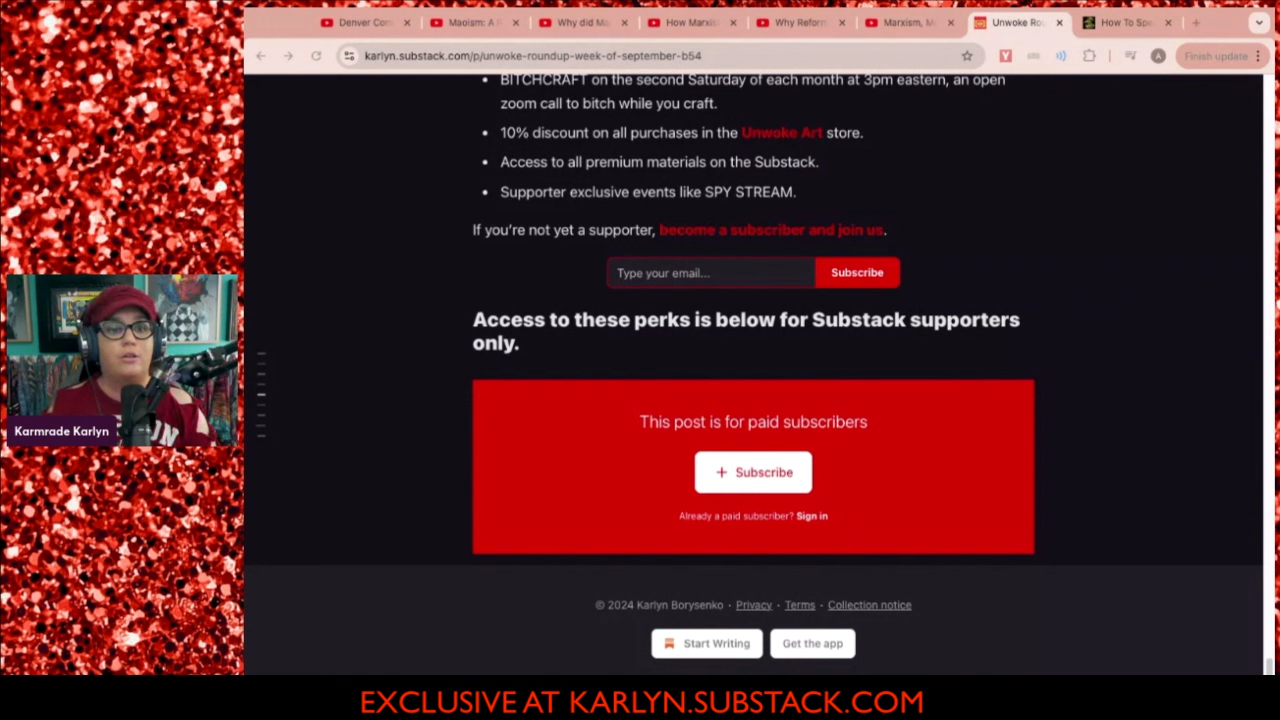 Denver Con
Maoism: A
Why did Ma
How Marxis
Why Reform
Marxism, M
Unwoke Rou
How To Spe
karlyn.substack.com/p/unwoke-roundup-week-of-september-b54
Finish update
BITCHCRAFT on the second Saturday of each month at 3pm eastern, an open
zoom call to bitch while you craft.
10% discount on all purchases in the Unwoke Art store.
Access to all premium materials on the Substack.
Supporter exclusive events like SPY STREAM.
If you're not yet a supporter, become a subscriber and join us.
Type your email...
Subscribe
Access to these perks is below for Substack supporters
only.
Karmrade Karlyn
This post is for paid subscribers
+ Subscribe
Already a paid subscriber? Sign in
© 2024 Karlyn Borysenko · Privacy · Terms · Collection notice
Start Writing
Get the app
EXCLUSIVE AT KARLYN.SUBSTACK.COM